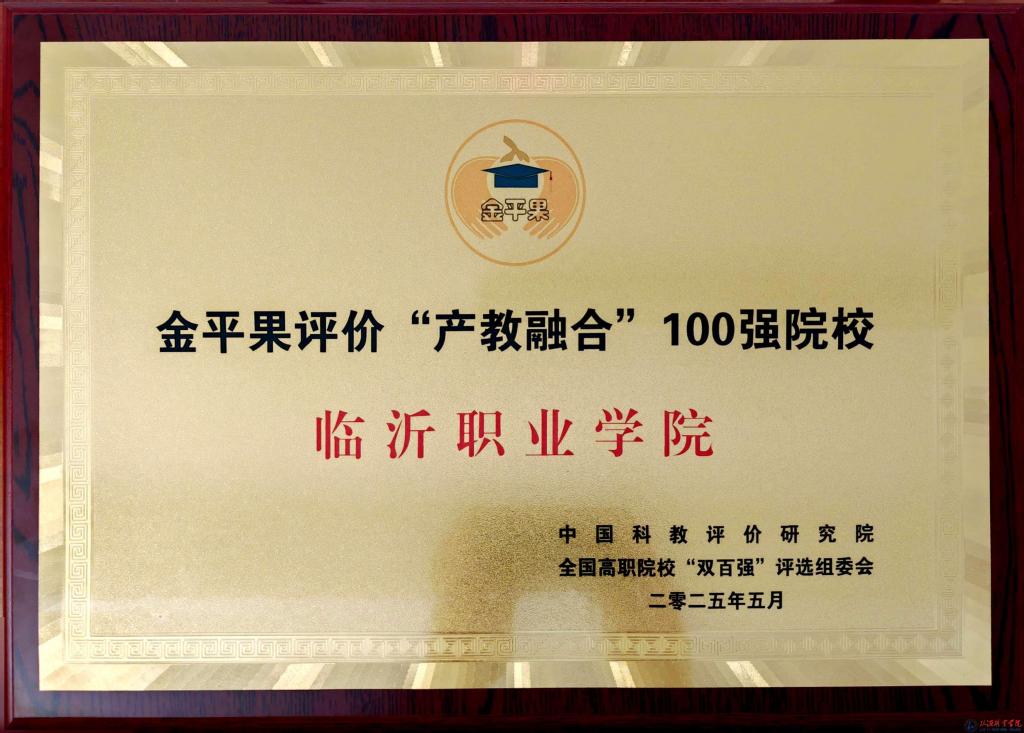 金平果
金平果评价“产教融合”100强院校
临沂职业学院
中国科教评价研究院
全国高职院校“双百强”评选组委会
二零二五年五月